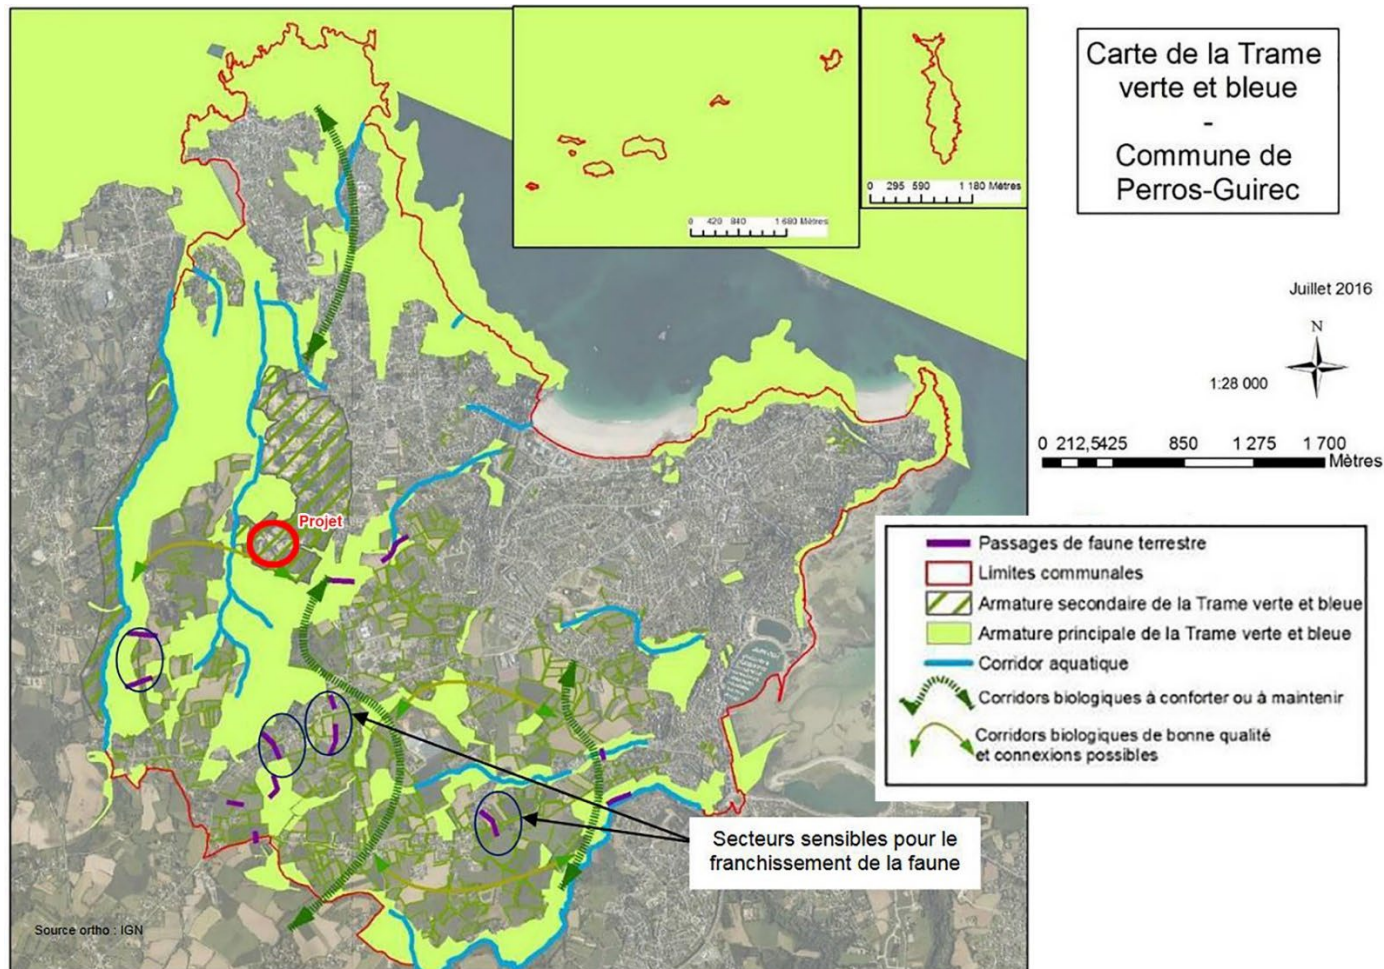 Carte de la Trame
verte et bleue
-
Commune de
Perros-Guirec
0 420 840 1 680 Mètres
0 295 590 1 180 Mètres
Juillet 2016
N
1:28 000
0 212,5425 850 1 275 1 700
Mètres
Projet
Passages de faune terrestre
Limites communales
Armature secondaire de la Trame verte et bleue
Armature principale de la Trame verte et bleue
Corridor aquatique
Corridors biologiques à conforter ou à maintenir
Corridors biologiques de bonne qualité
et connexions possibles
Secteurs sensibles pour le
franchissement de la faune
Source ortho : IGN